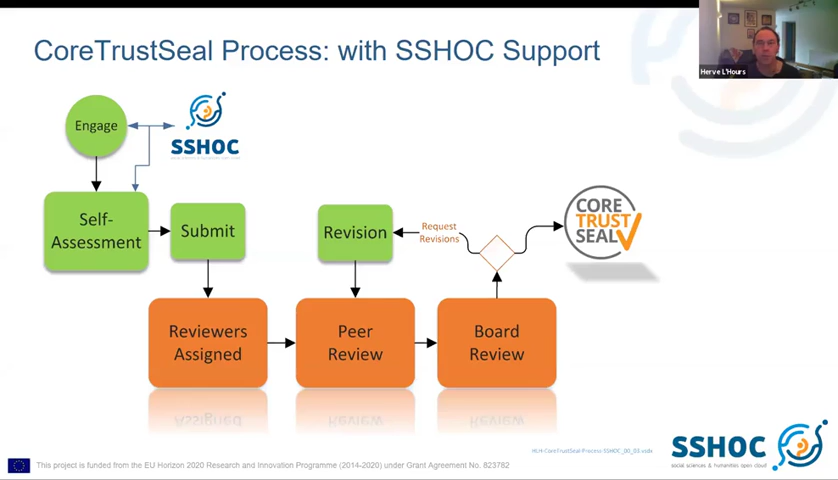 CoreTrustSeal Process: with SSHOC Support
Herve L'Hours
Engage
SSHOC
Self-
Assessment
Submit
Revision
Request
Revisions
CORE
TRUST
SEAL
Reviewers
Assigned
Peer
Review
Board
Review
SSHOC
social sciences & humanities open cloud
This project is funded from the EU Horizon 2020 Research and Innovation Programme (2014-2020) under Grant Agreement No. 823782